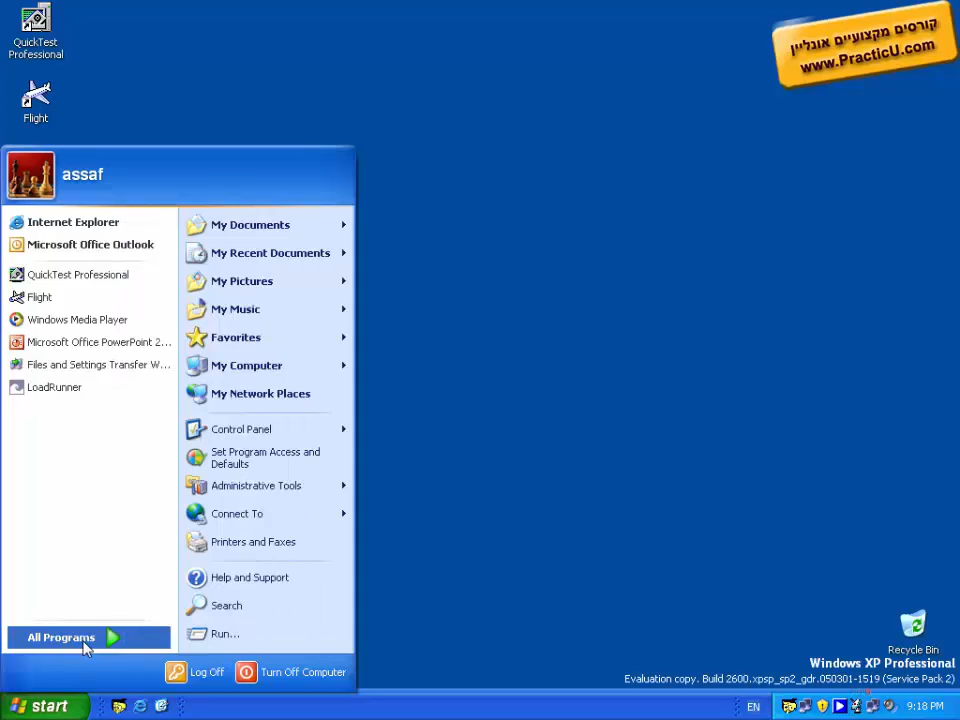 QuickTest
Professional
Flight
קורסים מקצועיים אונליין
www.PracticU.com
assaf
Internet Explorer
Microsoft Office Outlook
QuickTest Professional
Flight
Windows Media Player
Microsoft Office PowerPoint 2...
Files and Settings Transfer W...
LoadRunner
All Programs
My Documents
My Recent Documents
My Pictures
My Music
Favorites
My Computer
My Network Places
Control Panel
Set Program Access and
Defaults
Administrative Tools
Connect To
Printers and Faxes
Help and Support
Search
Run...
Log Off
Turn Off Computer
Recycle Bin
Windows XP Professional
Evaluation copy. Build 2600.xpsp_sp2_gdr.050301-1519 (Service Pack 2)
start
EN
9:18 PM